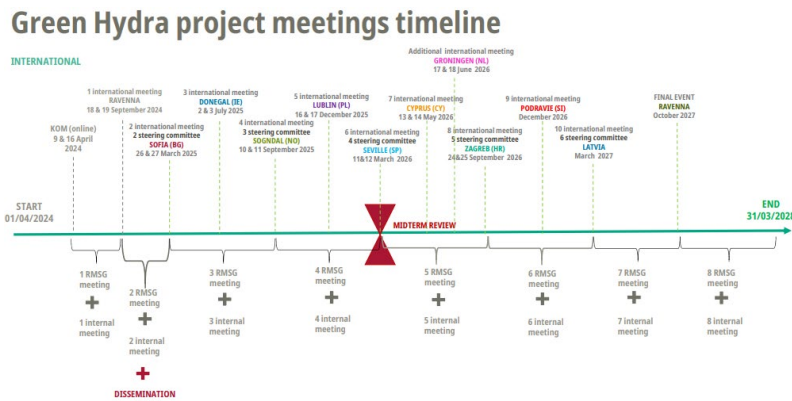 Green Hydra project meetings timeline
INTERNATIONAL
KOM (online)
9 & 16 April
2024
1 international meeting
RAVENNA
18 & 19 September 2024
2 international meeting
2 steering committee
SOFIA (BG)
26 & 27 March 2025
3 international meeting
DONEGAL (IE)
2 & 3 July 2025
4 international meeting
3 steering committee
SOGNDAL (NO)
10 & 11 September 2025
5 international meeting
LUBLIN (PL)
16 & 17 December 2025
6 international meeting
4 steering committee
SEVILLE (SP)
11&12 March 2026
7 international meeting
CYPRUS (CY)
13 & 14 May 2026
Additional international meeting
GRONINGEN (NL)
17 & 18 June 2026
8 international meeting
5 steering committee
ZAGREB (HR)
24&25 September 2026
9 international meeting
PODRAVIE (SI)
December 2026
10 international meeting
6 steering committee
LATVIA
March 2027
FINAL EVENT
RAVENNA
October 2027
START
01/04/2024
END
31/03/2028
MIDTERM REVIEW
1 RMSG
meeting
+
1 internal
meeting
2 RMSG
meeting
+
2 internal
meeting
+
DISSEMINATION
3 RMSG
meeting
+
3 internal
meeting
4 RMSG
meeting
+
4 internal
meeting
5 RMSG
meeting
+
5 internal
meeting
6 RMSG
meeting
+
6 internal
meeting
7 RMSG
meeting
+
7 internal
meeting
8 RMSG
meeting
+
8 internal
meeting